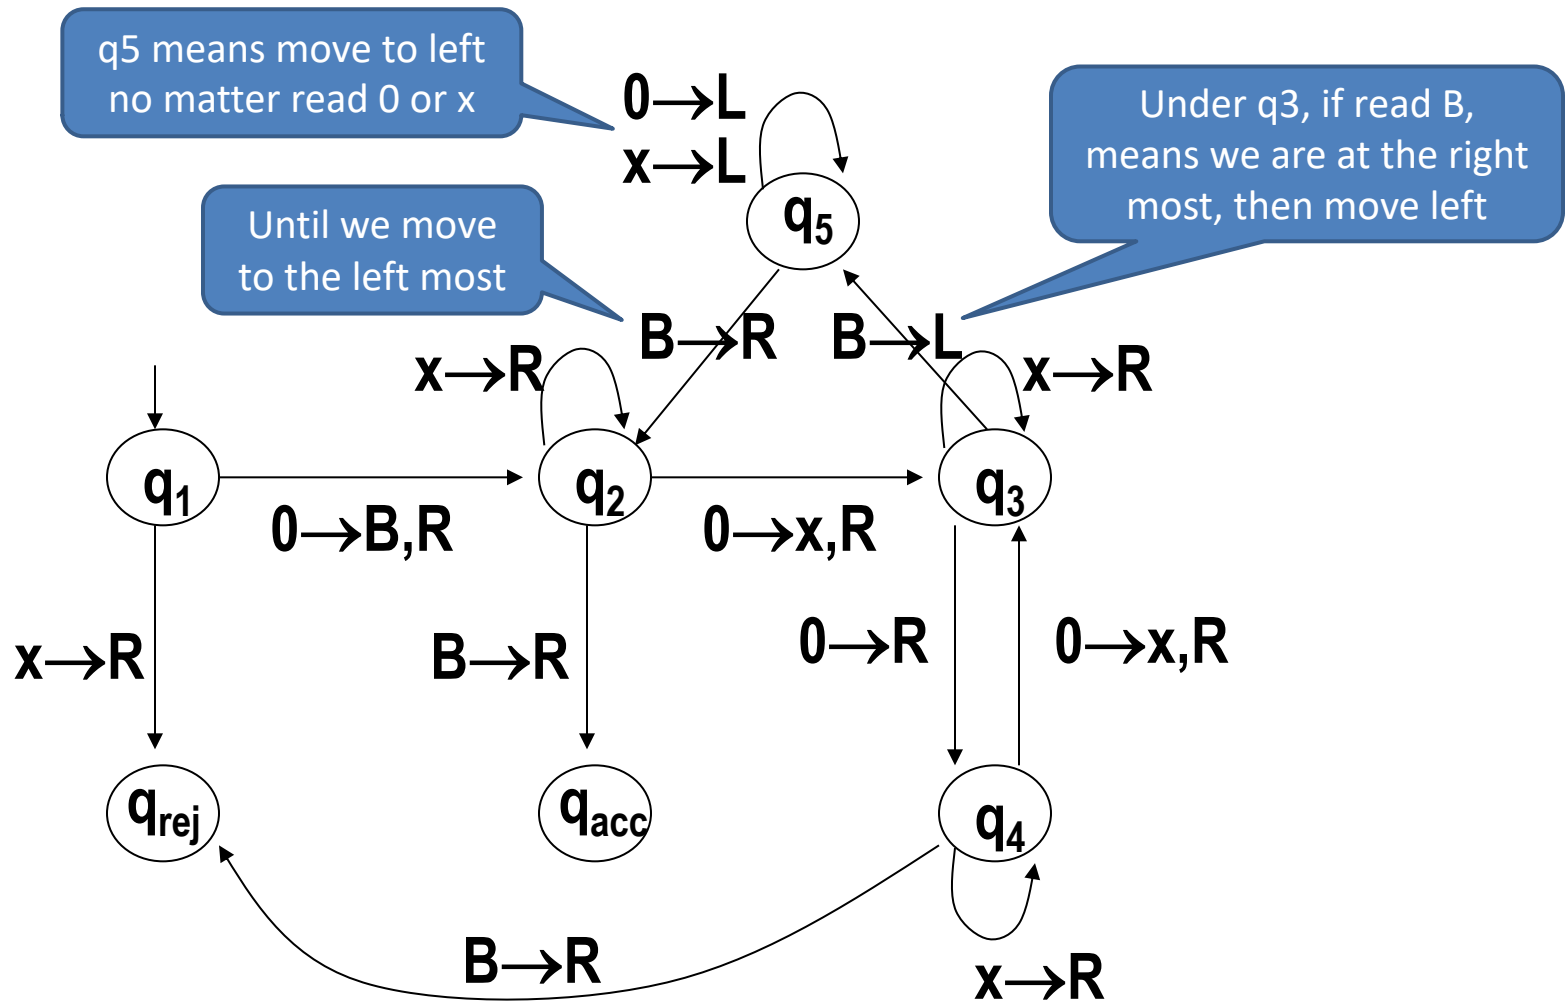 q5 means move to left
no matter read 0 or x
0→L
x→L
Under q3, if read B,
means we are at the right
most, then move left
q5
Until we move
to the left most
B→R
B→L
x→R
x→R
q1
q2
q3
0→B,R
0→x,R
x→R
B→R
0→R
0→x,R
qrej
qacc
q4
B→R
x→R